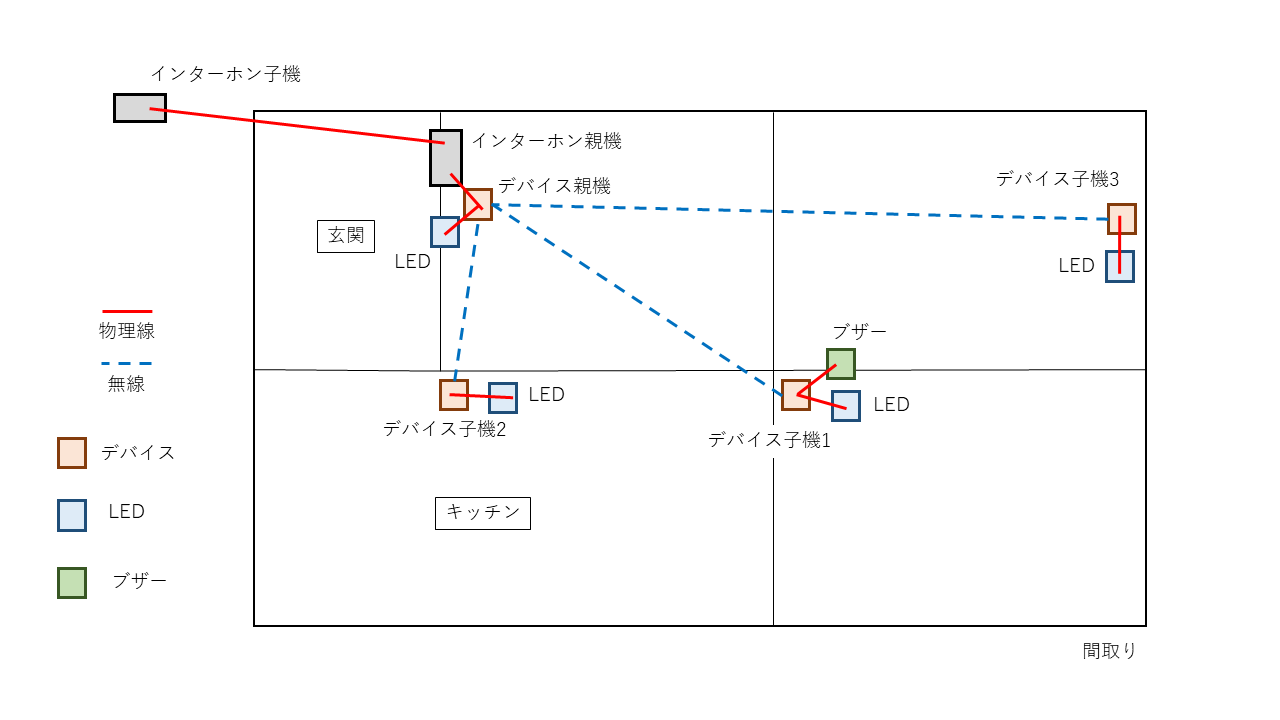 インターホン子機
インターホン親機
デバイス親機
デバイス子機3
玄関
LED
LED
物理線
無線
ブザー
LED
LED
デバイス子機2
デバイス子機1
デバイス
LED
キッチン
ブザー
間取り